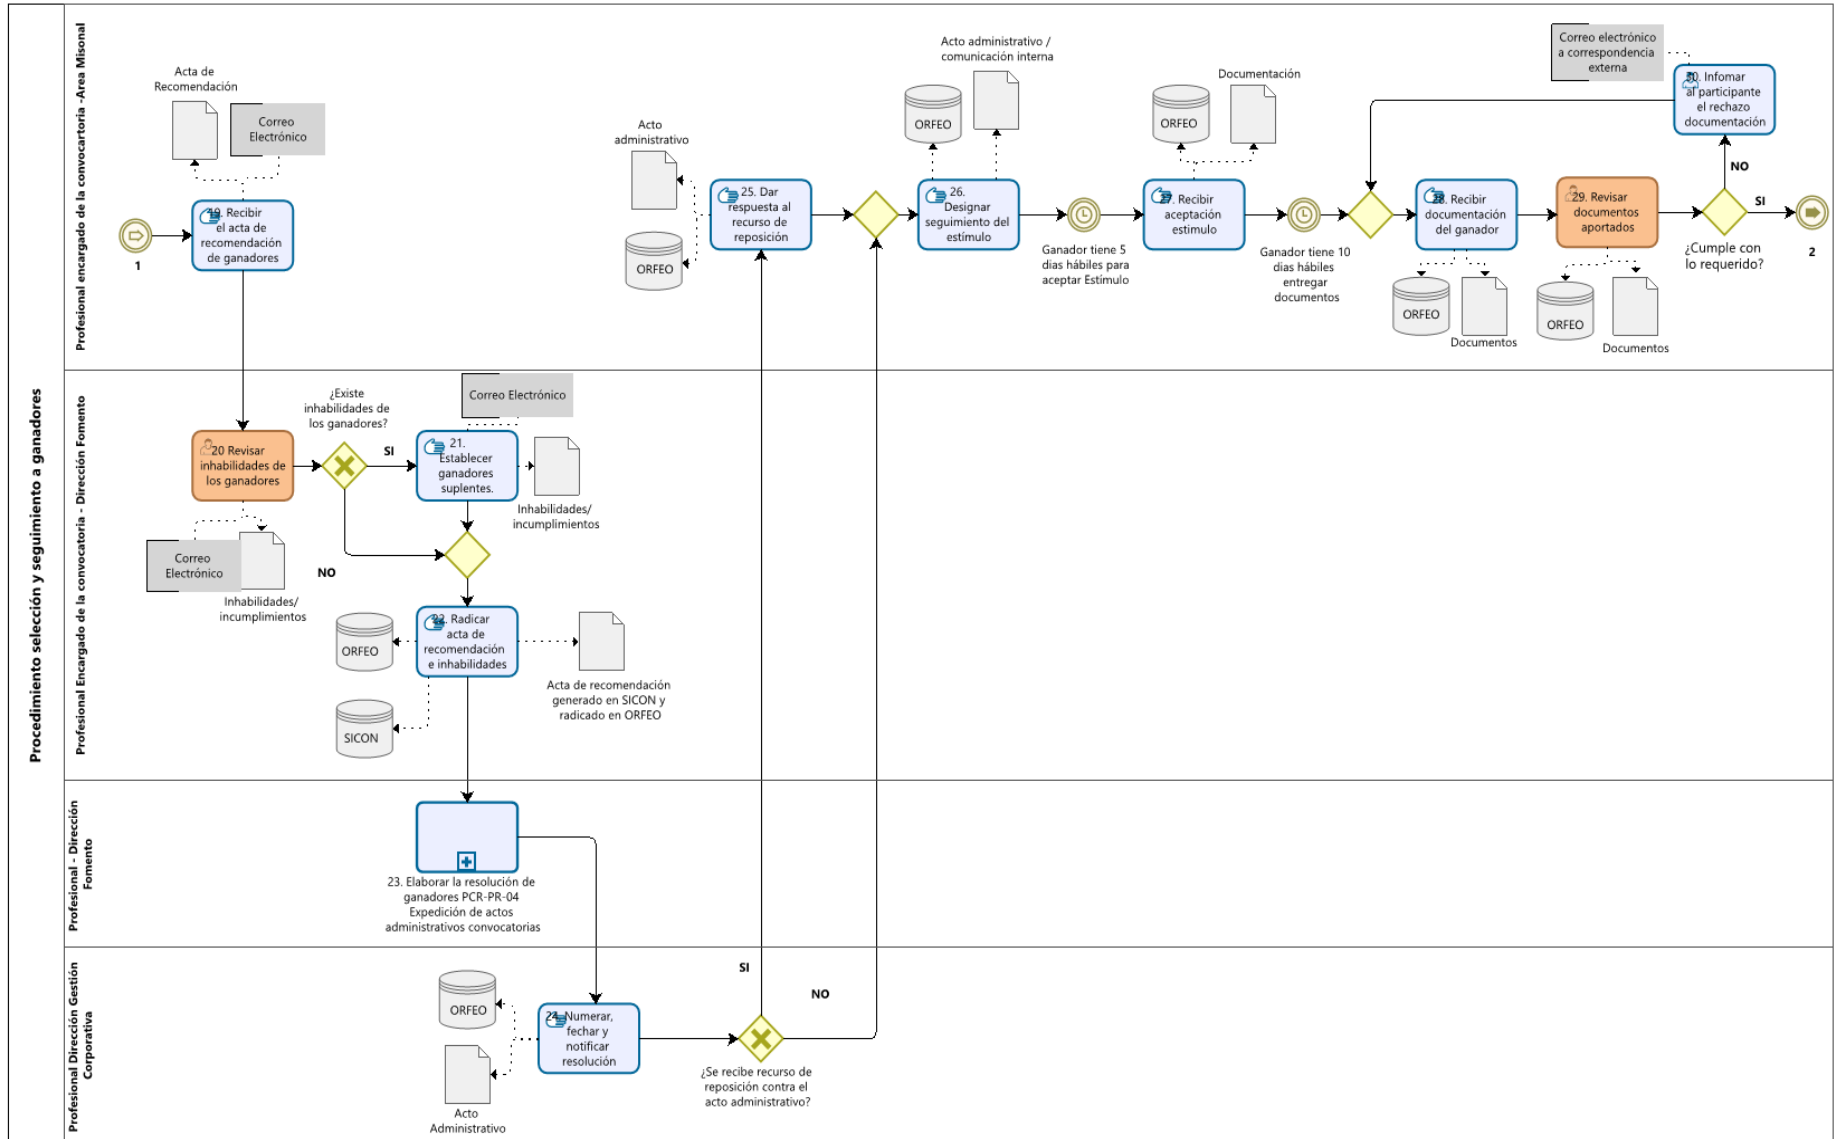 Procedimiento selección y seguimiento a ganadores
Profesional encargado de la convocartoria -Area Misonal
1
Acta de
Recomendación
Correo
Electrónico
19. Recibir
el acta de
recomendación
de ganadores
Acto
administrativo
ORFEO
25. Dar
respuesta al
recurso de
reposición
ORFEO
Acto administrativo /
comunicación interna
26.
Designar
seguimiento del
estímulo
Ganador tiene 5
dias hábiles para
aceptar Estimulo
ORFEO
Documentación
27. Recibir
aceptación
estimulo
Ganador tiene 10
dias hábiles
entregar
documentos
28. Recibir
documentación
del ganador
ORFEO
Documentos
29. Revisar
documentos
aportados
ORFEO
Documentos
Correo electrónico
a correspondencia
externa
30. Infomar
al participante
el rechazo
documentación
NO
SI
¿Cumple con
lo requerido?
2
Profesional Encargado de la convocatoria - Dirección Fomento
20 Revisar
inhabilidades de
los ganadores
Correo
Electrónico
Inhabilidades/
incumplimientos
¿Existe
inhabilidades de
los ganadores?
SI
NO
Correo Electrónico
21.
Establecer
ganadores
suplentes.
Inhabilidades/
incumplimientos
22. Radicar
acta de
recomendación
e inhabilidades
ORFEO
SICON
Acta de recomendación
generado en SICON y
radicado en ORFEO
Profesional - Dirección
Fomento
23. Elaborar la resolución de
ganadores PCR-PR-04
Expedición de actos
administrativos convocatorias
Profesional Dirección Gestión
Corporativa
ORFEO
Acto
Administrativo
24. Numerar,
fechar y
notificar
resolución
SI
NO
¿Se recibe recurso de
reposición contra el
acto administrativo?